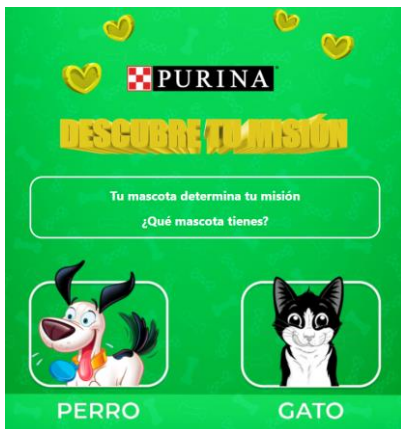 PURINA
DESCUBRE TU MISIÓN
Tu mascota determina tu misión
¿Qué mascota tienes?
PERRO
GATO